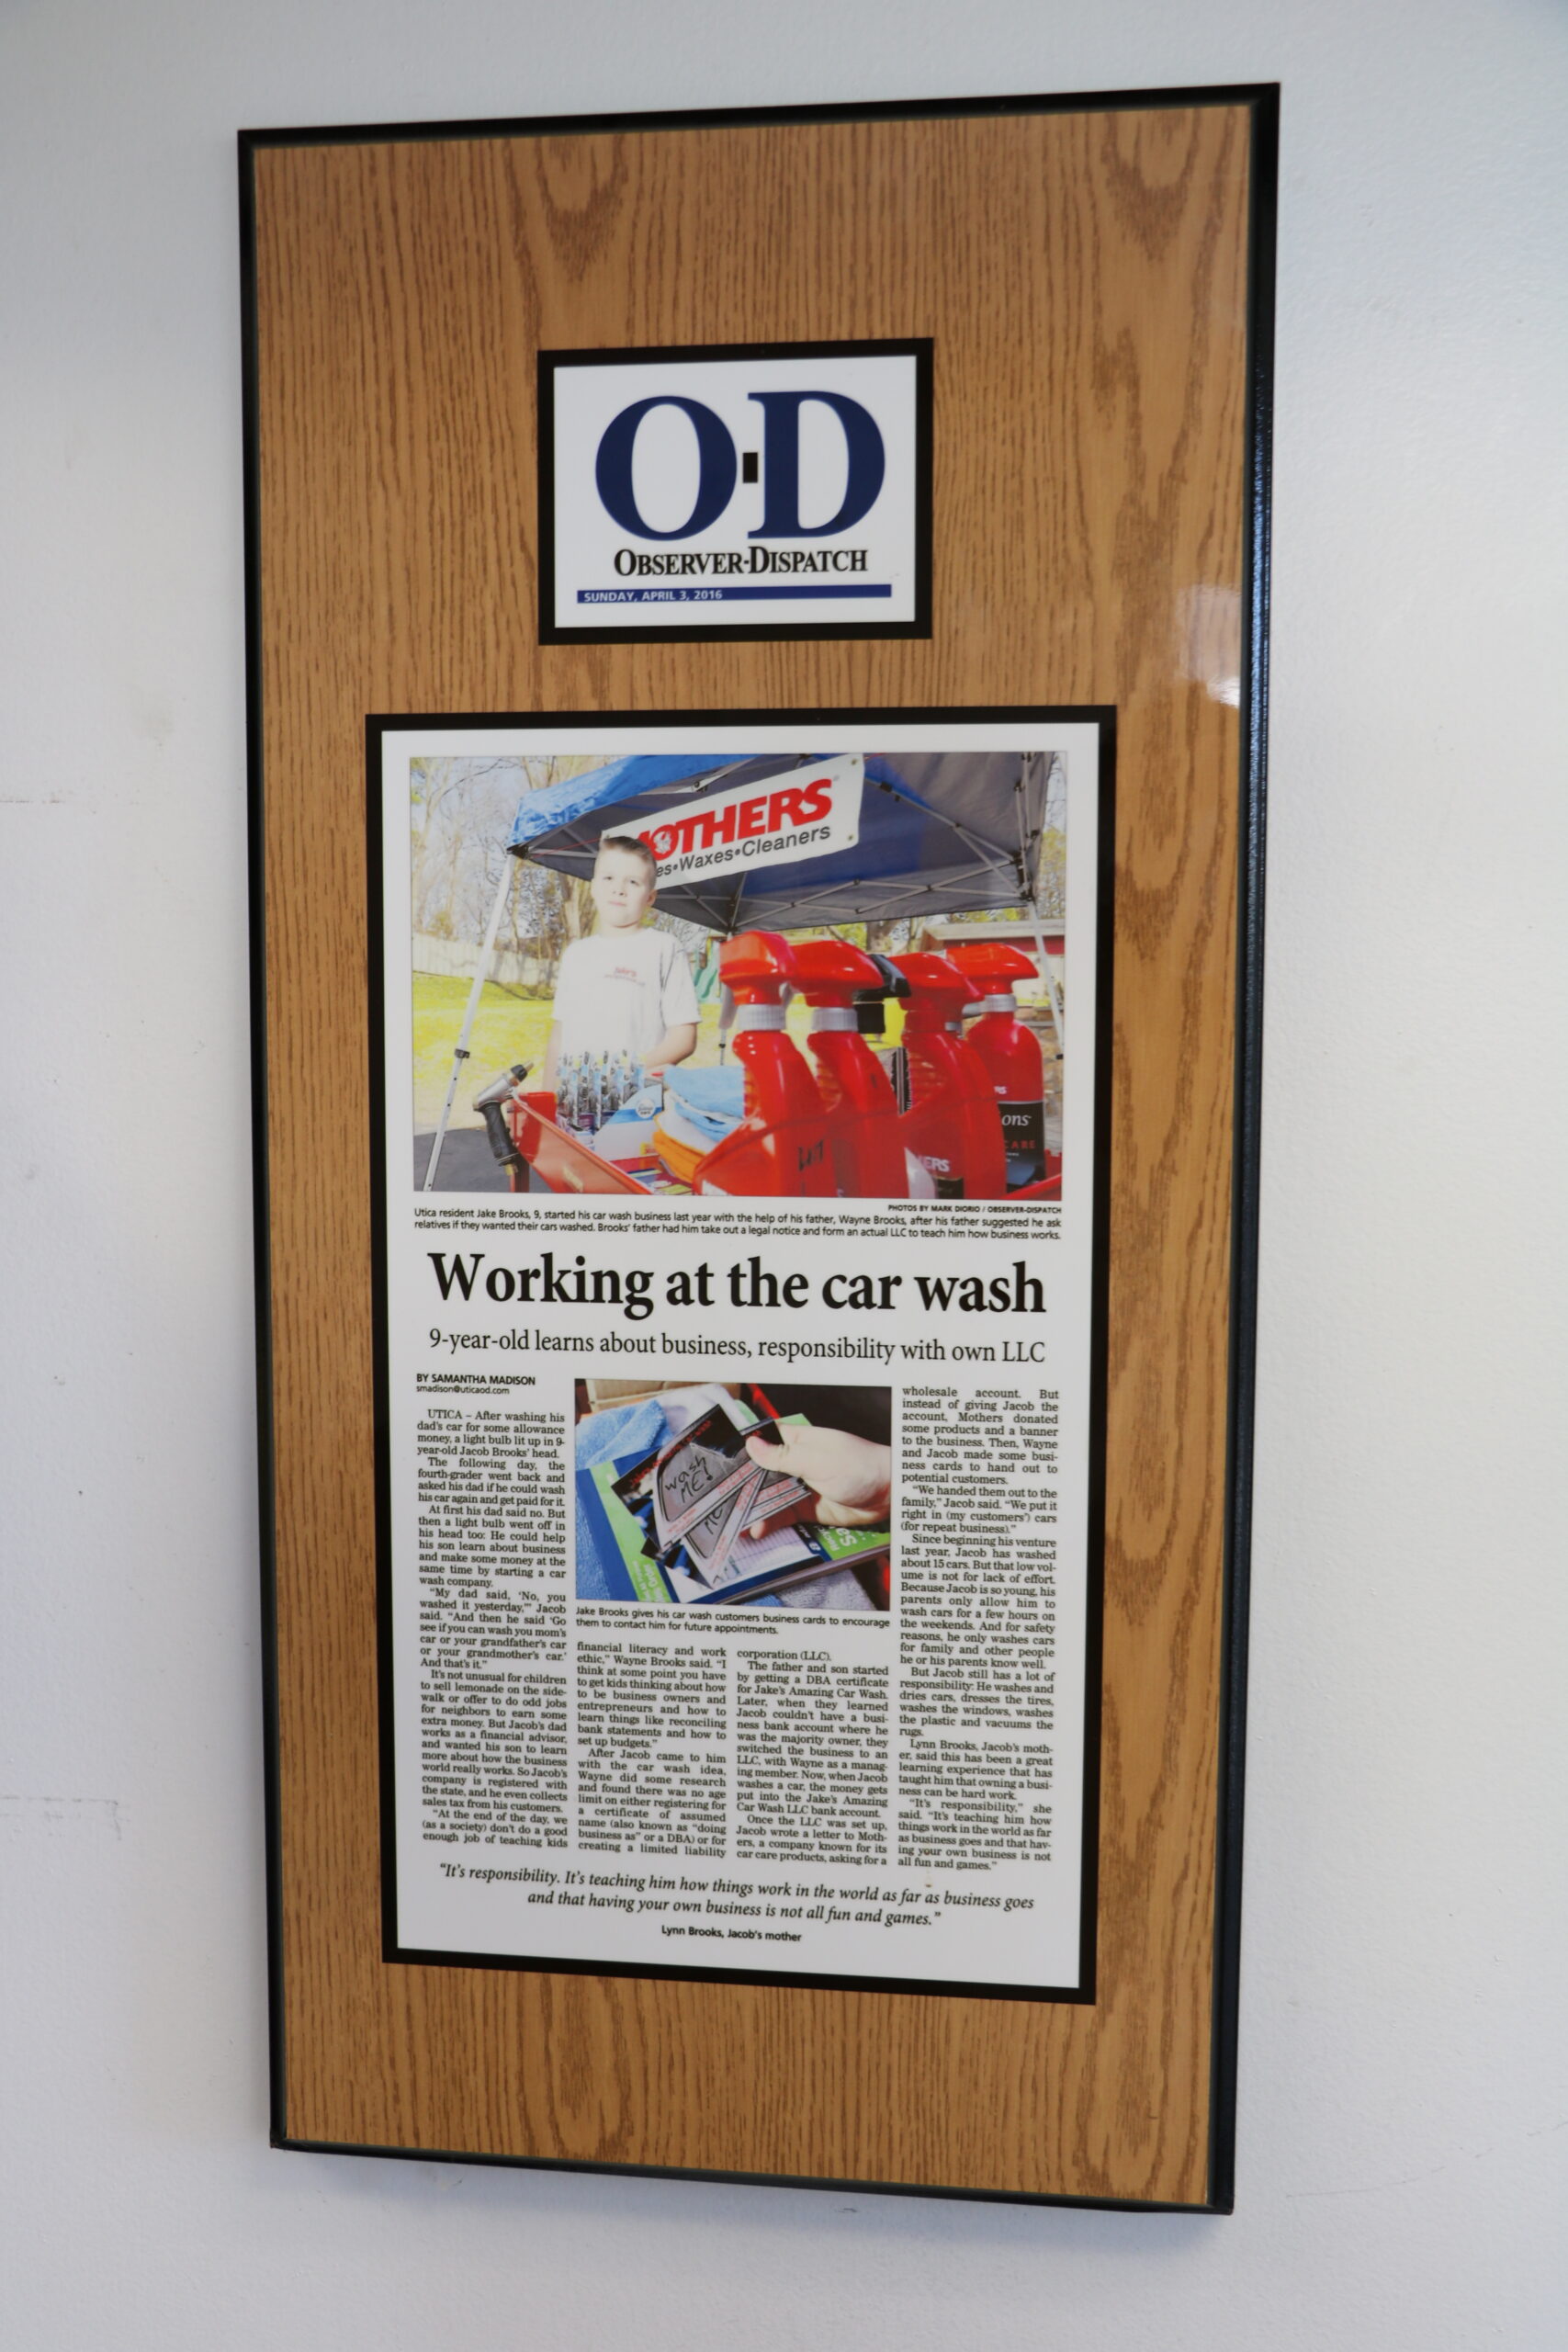 O-D
OBSERVER-DISPATCH
SUNDAY, APRIL 3, 2016
MOTHERS
es•Waxes•Cleaners
ons
CARE
ERS
PHOTOS BY MARK DIORIO / OBSERVER-DISPATCH
Utica resident Jake Brooks, 9, started his car wash business last year with the help of his father, Wayne Brooks, after his father suggested he ask
relatives if they wanted their cars washed. Brooks' father had him take out a legal notice and form an actual LLC to teach him how business works.
Working at the car wash
9-year-old learns about business, responsibility with own LLC
BY SAMANTHA MADISON
smadison@uticaod.com
UTICA – After washing his
dad's car for some allowance
money, a light bulb lit up in 9-
year-old Jacob Brooks' head.
The following day, the
fourth-grader went back and
asked his dad if he could wash
his car again and get paid for it.
At first his dad said no. But
then a light bulb went off in
his head too: He could help
his son learn about business
and make some money at the
same time by starting a car
wash company.
"My dad said, 'No, you
washed it yesterday,'" Jacob
said. "And then he said 'Go
see if you can wash you mom's
car or your grandfather's car
or your grandmother's car.'
And that's it."
It's not unusual for children
to sell lemonade on the side-
walk or offer to do odd jobs
for neighbors to earn some
extra money. But Jacob's dad
works as a financial advisor,
and wanted his son to learn
more about how the business
world really works. So Jacob's
company is registered with
the state, and he even collects
sales tax from his customers.
"At the end of the day, we
(as a society) don't do a good
enough job of teaching kids
wash
ME!
ME
Jake Brooks gives his car wash customers business cards to encourage
them to contact him for future appointments.
financial literacy and work
ethic," Wayne Brooks said. "I
think at some point you have
to get kids thinking about how
to be business owners and
entrepreneurs and how to
learn things like reconciling
bank statements and how to
set up budgets."
After Jacob came to him
with the car wash idea,
Wayne did some research
and found there was no age
limit on either registering for
a certificate of assumed
name (also known as "doing
business as" or a DBA) or for
creating a limited liability
corporation (LLC).
The father and son started
by getting a DBA certificate
for Jake's Amazing Car Wash.
Later, when they learned
Jacob couldn't have a busi-
ness bank account where he
was the majority owner, they
switched the business to an
LLC, with Wayne as a manag-
ing member. Now, when Jacob
washes a car, the money gets
put into the Jake's Amazing
Car Wash LLC bank account.
Once the LLC was set up,
Jacob wrote a letter to Moth-
ers, a company known for its
car care products, asking for a
wholesale account. But
instead of giving Jacob the
account, Mothers donated
some products and a banner
to the business. Then, Wayne
and Jacob made some busi-
ness cards to hand out to
potential customers.
"We handed them out to the
family," Jacob said. "We put it
right in (my customers') cars
(for repeat business)."
Since beginning his venture
last year, Jacob has washed
about 15 cars. But that low vol-
ume is not for lack of effort.
Because Jacob is so young, his
parents only allow him to
wash cars for a few hours on
the weekends. And for safety
reasons, he only washes cars
for family and other people
he or his parents know well.
But Jacob still has a lot of
responsibility: He washes and
dries cars, dresses the tires,
washes the windows, washes
the plastic and vacuums the
rugs.
Lynn Brooks, Jacob's moth-
er, said this has been a great
learning experience that has
taught him that owning a busi-
ness can be hard work.
"It's responsibility," she
said. "It's teaching him how
things work in the world as far
as business goes and that hav-
ing your own business is not
all fun and games."
"It's responsibility. It's teaching him how things work in the world as far as business goes
and that having your own business is not all fun and games."
Lynn Brooks, Jacob's mother